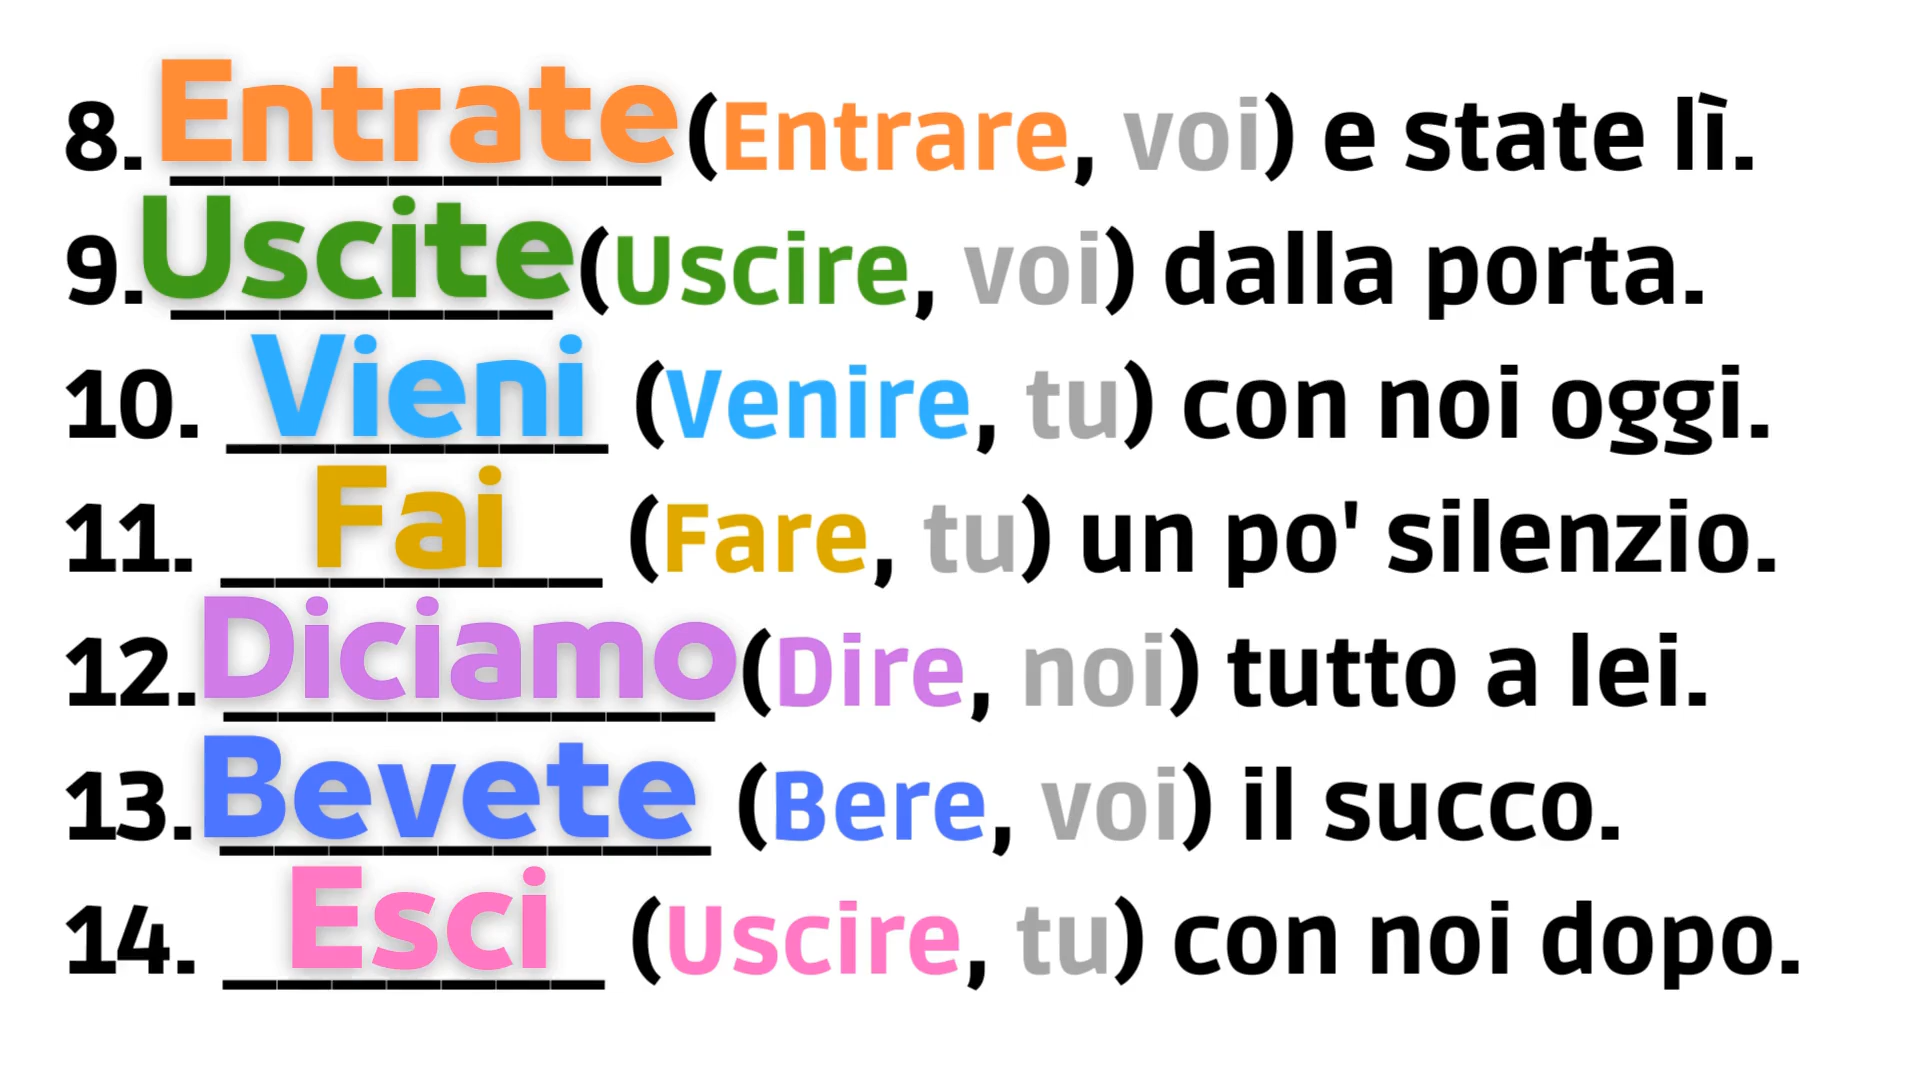 8. Entrate (Entrare, voi) e state lì.
9. Uscite (Uscire, voi) dalla porta.
10. Vieni (Venire, tu) con noi oggi.
11. Fai (Fare, tu) un po' silenzio.
12. Diciamo (Dire, noi) tutto a lei.
13. Bevete (Bere, voi) il succo.
14. Esci (Uscire, tu) con noi dopo.